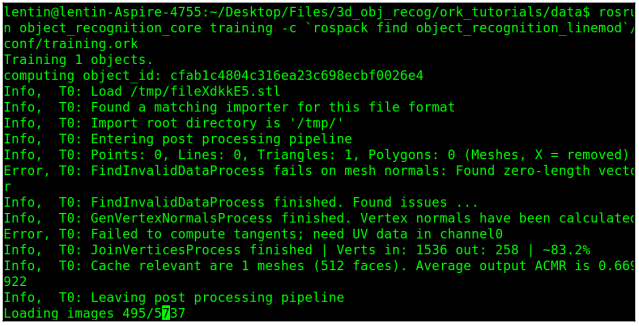 lentin@lentin-Aspire-4755:~/Desktop/Files/3d_obj_recog/ork_tutorials/data$ rosru
n object_recognition_core training -c `rospack find object_recognition_linemod`/
conf/training.ork
Training 1 objects.
computing object_id: cfab1c4804c316ea23c698ecbf0026e4
Info,  T0: Load /tmp/fileXdkkE5.stl
Info,  T0: Found a matching importer for this file format
Info,  T0: Import root directory is '/tmp/'
Info,  T0: Entering post processing pipeline
Info,  T0: Points: 0, Lines: 0, Triangles: 1, Polygons: 0 (Meshes, X = removed)
Error, T0: FindInvalidDataProcess fails on mesh normals: Found zero-length vecto
r
Info,  T0: FindInvalidDataProcess finished. Found issues ...
Info,  T0: GenVertexNormalsProcess finished. Vertex normals have been calculated
Error, T0: Failed to compute tangents; need UV data in channel0
Info,  T0: JoinVerticesProcess finished | Verts in: 1536 out: 258 | ~83.2%
Info,  T0: Cache relevant are 1 meshes (512 faces). Average output ACMR is 0.669
922
Info,  T0: Leaving post processing pipeline
Loading images 495/5737